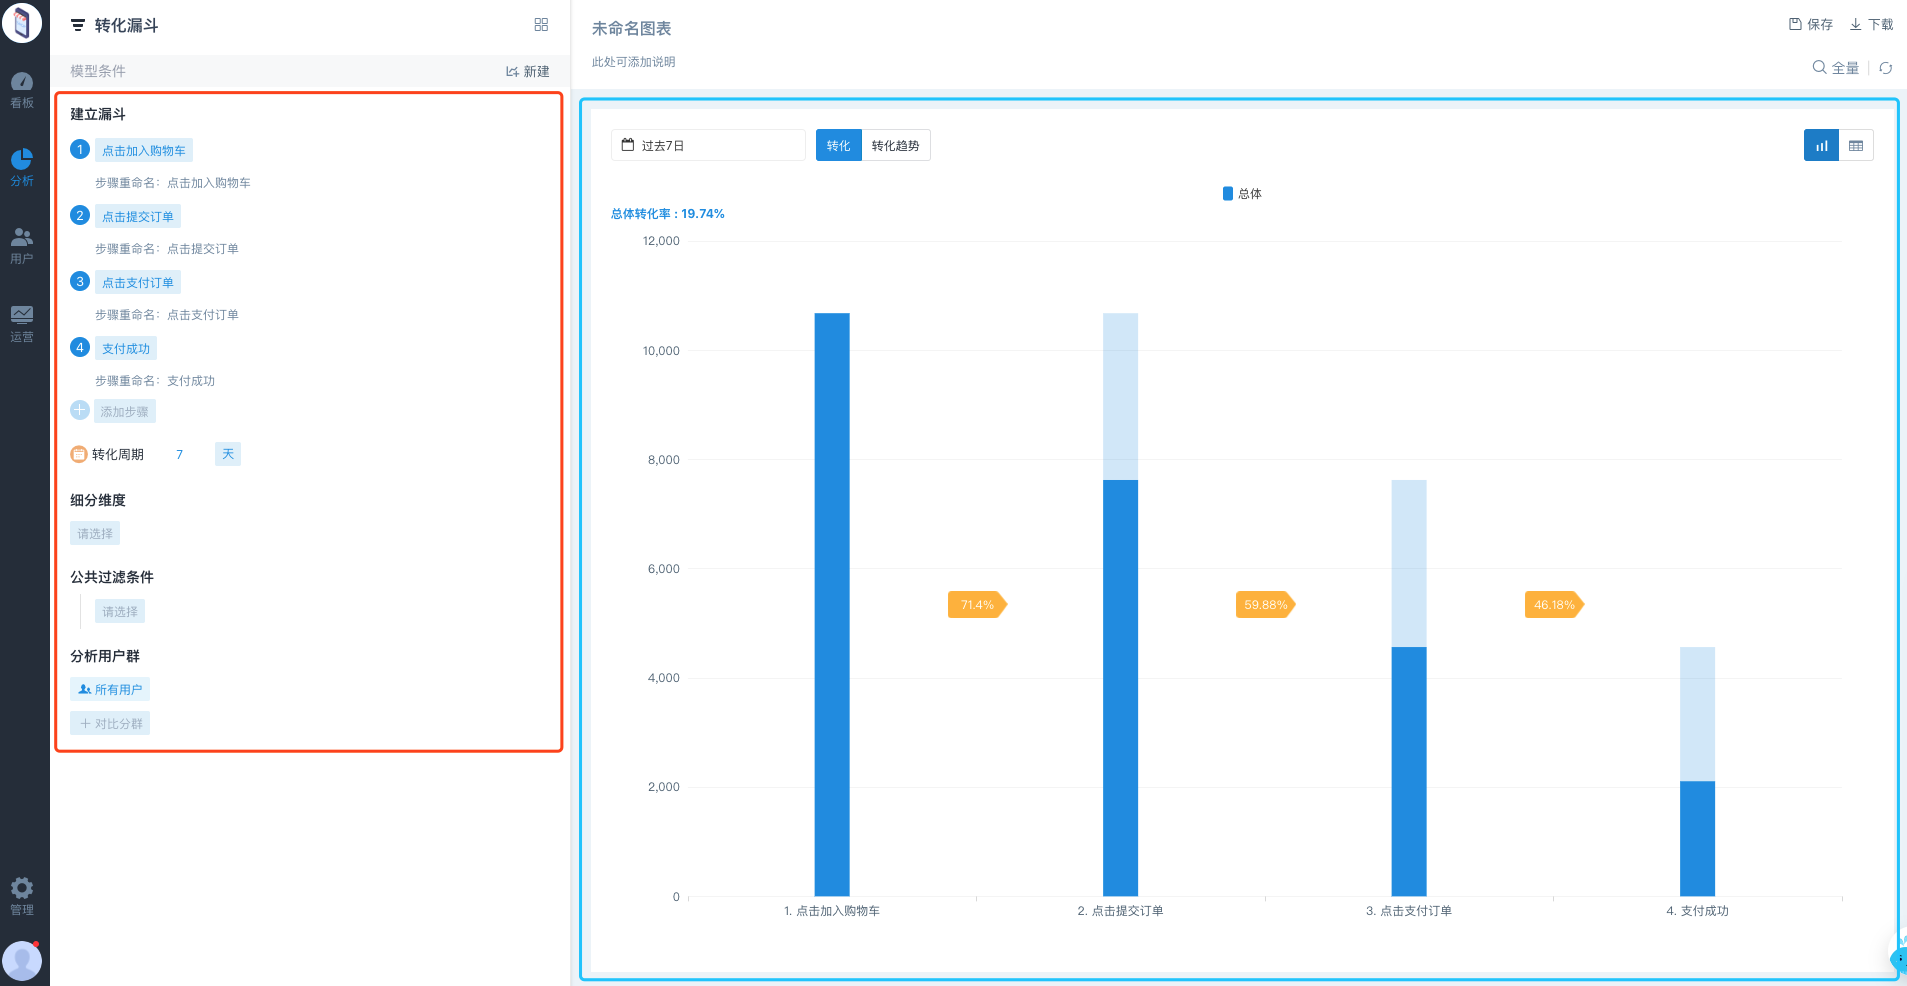 看板
分析
用户
运营
管理
转化漏斗
模型条件
新建
建立漏斗
1 点击加入购物车
步骤重命名：点击加入购物车
2 点击提交订单
步骤重命名：点击提交订单
3 点击支付订单
步骤重命名：点击支付订单
4 支付成功
步骤重命名：支付成功
添加步骤
转化周期 7 天
细分维度
请选择
公共过滤条件
请选择
分析用户群
所有用户
+ 对比分群
未命名图表
此处可添加说明
保存 下载
全量
过去7日 转化 转化趋势
总体
总体转化率 : 19.74%
12,000
10,000
8,000
6,000
4,000
2,000
0
71.4% 59.88% 46.18%
1. 点击加入购物车 2. 点击提交订单 3. 点击支付订单 4. 支付成功